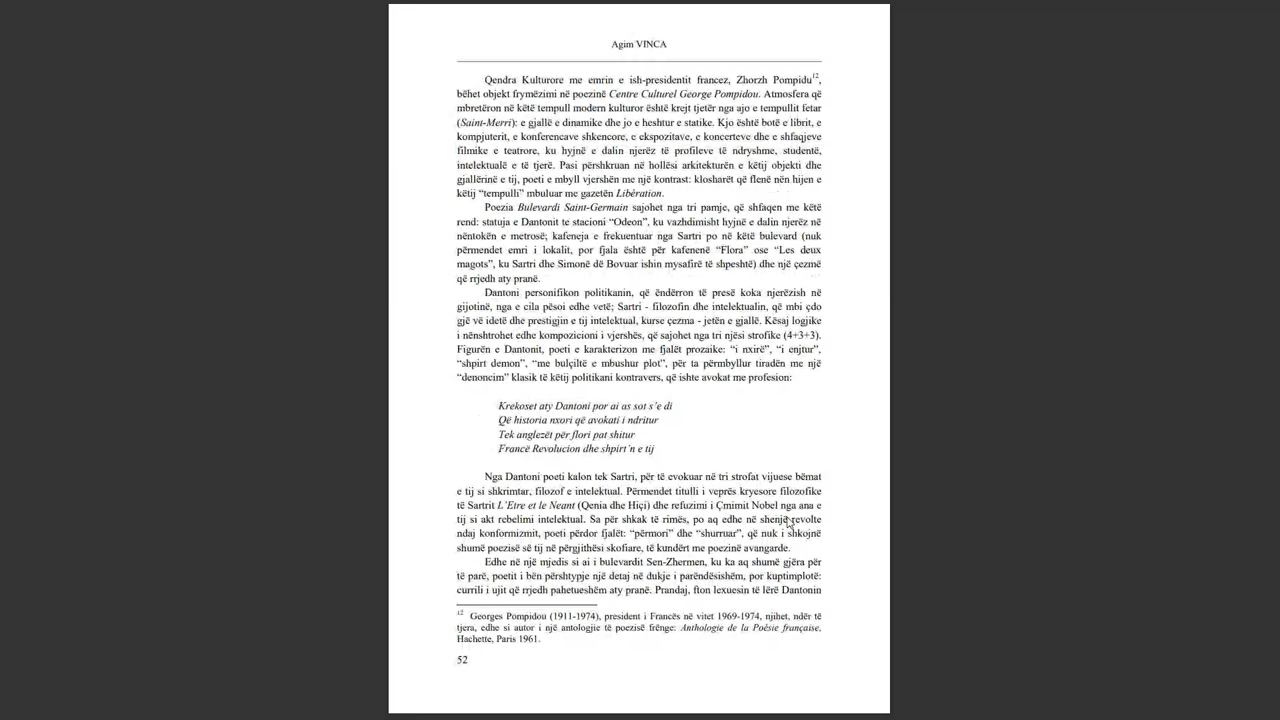 Agim VINCA
Qendra Kulturore me emrin e ish-presidentit francez, Zhorzh Pompidu12,
bëhet objekt frymëzimi në poezinë Centre Culturel George Pompidou. Atmosfera që
mbretëron në këtë tempull modern kulturor është krejt tjetër nga ajo e tempullit fetar
(Saint-Merri): e gjallë e dinamike dhe jo e heshtur e statike. Kjo është botë e librit, e
kompjuterit, e konferencave shkencore, e ekspozitave, e koncerteve dhe e shfaqjeve
filmike e teatrore, ku hyjnë e dalin njerëz të profileve të ndryshme, studentë,
intelektualë e të tjerë. Pasi përshkruan në hollësi arkitekturën e këtij objekti dhe
gjallërinë e tij, poeti e mbyll vjershën me një kontrast: klosharët që flenë nën hijen e
këtij “tempulli” mbuluar me gazetën Libération.
Poezia Bulevardi Saint-Germain sajohet nga tri pamje, që shfaqen me këtë
rend: statuja e Dantonit te stacioni “Odeon”, ku vazhdimisht hyjnë e dalin njerëz në
nëntokën e metrosë; kafeneja e frekuentuar nga Sartri po në këtë bulevard (nuk
përmendet emri i lokalit, por fjala është për kafenenë “Flora” ose “Les deux
magots”, ku Sartri dhe Simonë dë Bovuar ishin mysafirë të shpeshtë) dhe një çezmë
që rrjedh aty pranë.
Dantoni personifikon politikanin, që ëndërron të presë koka njerëzish në
gijotinë, nga e cila pësoi edhe vetë; Sartri - filozofin dhe intelektualin, që mbi çdo
gjë vë idetë dhe prestigjin e tij intelektual, kurse çezma - jetën e gjallë. Kësaj logjike
i nënshtrohet edhe kompozicioni i vjershës, që sajohet nga tri njësi strofike (4+3+3).
Figurën e Dantonit, poeti e karakterizon me fjalët prozaike: “i nxirë”, “i enjtur”,
“shpirt demon”, “me bulçiltë e mbushur plot”, për ta përmbyllur tiradën me një
“denoncim” klasik të këtij politikani kontravers, që ishte avokat me profesion:
Krekoset aty Dantoni por ai as sot s’e di
Që historia nxori që avokati i ndritur
Tek anglezët për flori pat shitur
Francë Revolucion dhe shpirt’n e tij
Nga Dantoni poeti kalon tek Sartri, për të evokuar në tri strofat vijuese bëmat
e tij si shkrimtar, filozof e intelektual. Përmendet titulli i veprës kryesore filozofike
të Sartrit L’Etre et le Neant (Qenia dhe Hiçi) dhe refuzimi i Çmimit Nobel nga ana e
tij si akt rebelimi intelektual. Sa për shkak të rimës, po aq edhe në shenjë revolte
ndaj konformizmit, poeti përdor fjalët: “përmori” dhe “shurruar”, që nuk i shkojnë
shumë poezisë së tij në përgjithësi skofiare, të kundërt me poezinë avangarde.
Edhe në një mjedis si ai i bulevardit Sen-Zhermen, ku ka aq shumë gjëra për
të parë, poetit i bën përshtypje një detaj në dukje i parëndësishëm, por kuptimplotë:
currili i ujit që rrjedh pahetueshëm aty pranë. Prandaj, fton lexuesin të lërë Dantonin
12 Georges Pompidou (1911-1974), president i Francës në vitet 1969-1974, njihet, ndër të
tjera, edhe si autor i një antologjie të poezisë frënge: Anthologie de la Poésie française,
Hachette, Paris 1961.
52